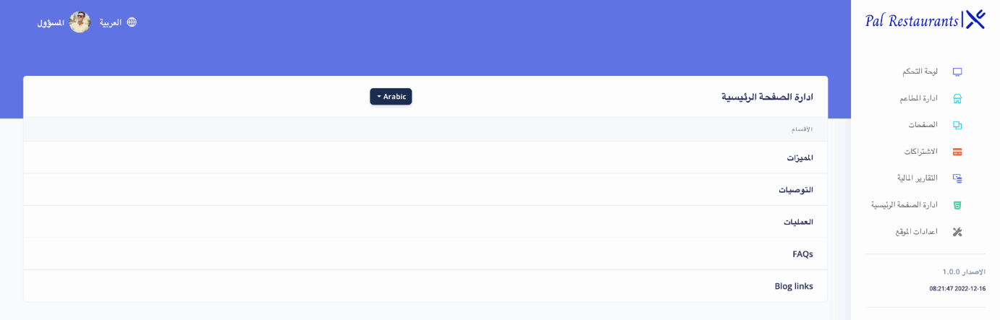 Pal Restaurants
لوحة التحكم
ادارة المطاعم
الصفحات
الاشتراكات
التقارير المالية
ادارة الصفحة الرئيسية
اعدادات الموقع
الاصدار 1.0.0
08:21:47 2022-12-16
العربية
المسؤول
ادارة الصفحة الرئيسية
Arabic
الأقسام
المميزات
التوصيات
العمليات
FAQs
Blog links